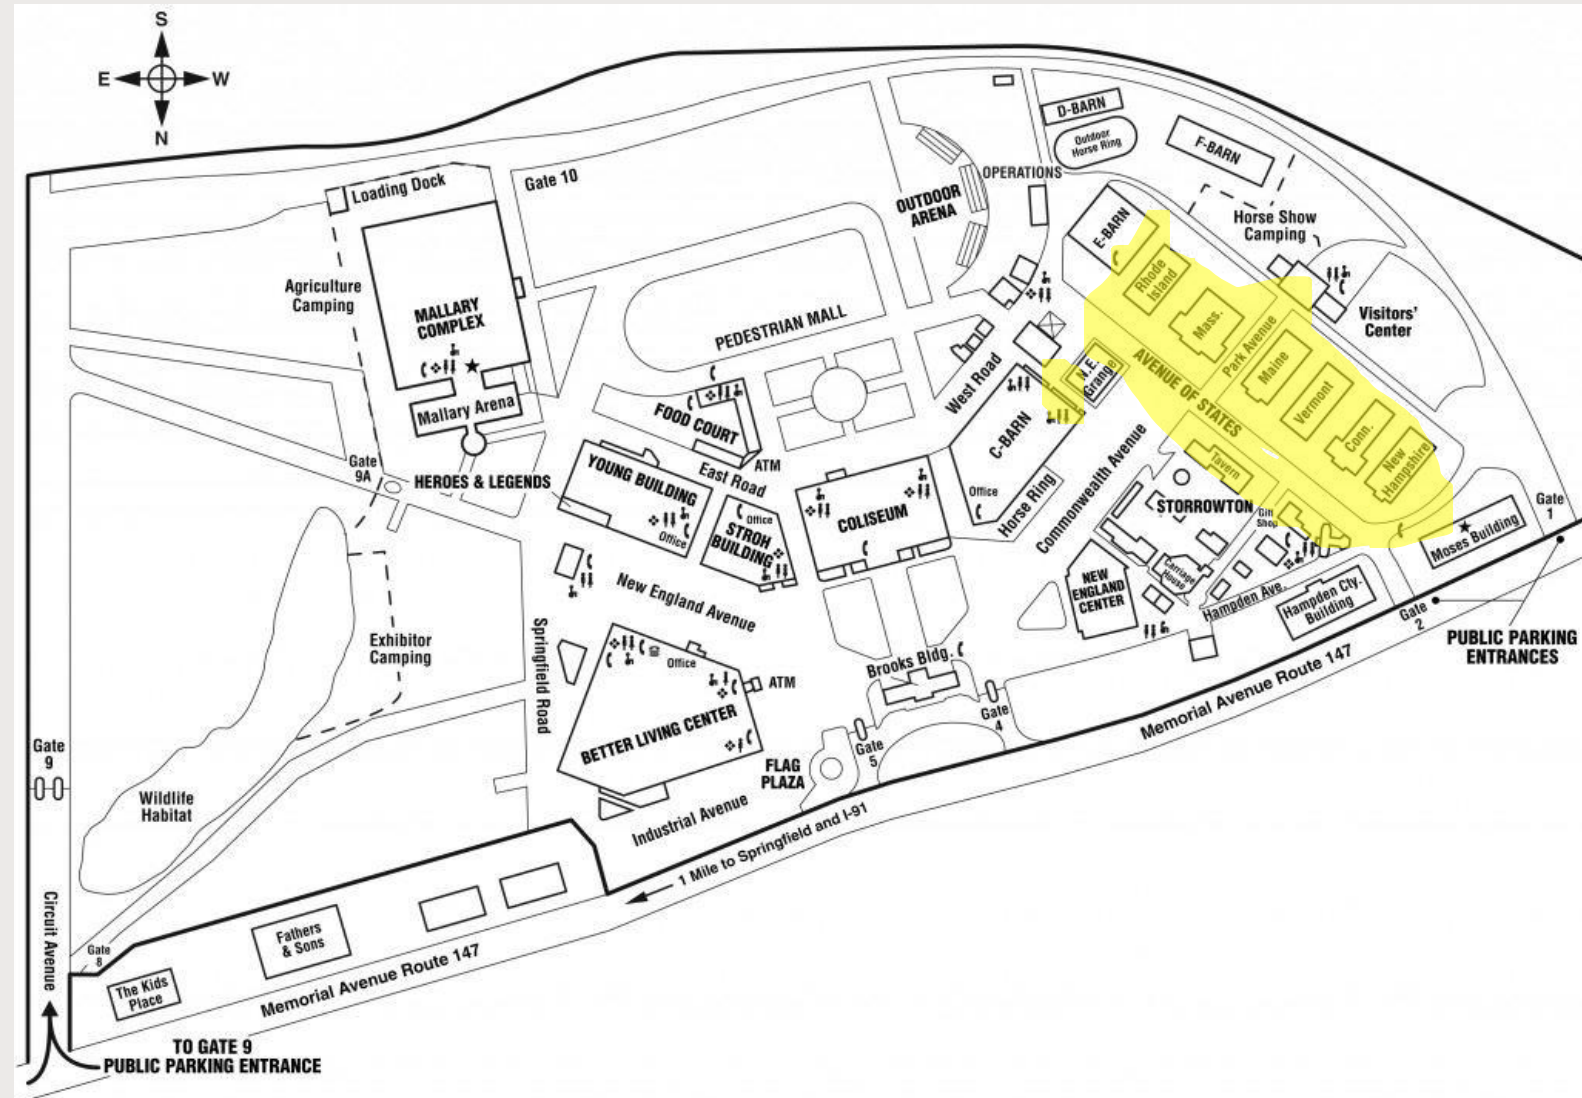 S
E
W
N
Loading Dock
Gate 10
Agriculture
Camping
MALLARY
COMPLEX
Mallary Arena
HEROES & LEGENDS
Gate
9A
PEDESTRIAN MALL
FOOD COURT
ATM
East Road
YOUNG BUILDING
Office
Office
STROH
BUILDING
COLISEUM
OUTDOOR
ARENA
OPERATIONS
D-BARN
Outdoor
Horse Ring
F-BARN
E-BARN
Horse Show
Camping
Rhode
Island
Mass.
Park Avenue
Maine
Vermont
Conn.
New
Hampshire
Visitors'
Center
AVENUE OF STATES
N.E.
Grange
West Road
C-BARN
Office
Horse Ring
Commonwealth Avenue
Tavern
STORROWTON
Gift
Shop
Carriage
House
NEW
ENGLAND
CENTER
Hampden Ave.
Hampden Cty.
Building
Moses Building
Gate
1
Gate
2
PUBLIC PARKING
ENTRANCES
Memorial Avenue Route 147
New England Avenue
Springfield Road
Exhibitor
Camping
Office
ATM
BETTER LIVING CENTER
Brooks Bldg.
Gate
4
Gate
5
FLAG
PLAZA
Industrial Avenue
1 Mile to Springfield and I-91
Gate
9
Wildlife
Habitat
Circuit Avenue
Gate
8
Fathers
& Sons
The Kids
Place
Memorial Avenue Route 147
TO GATE 9
PUBLIC PARKING ENTRANCE